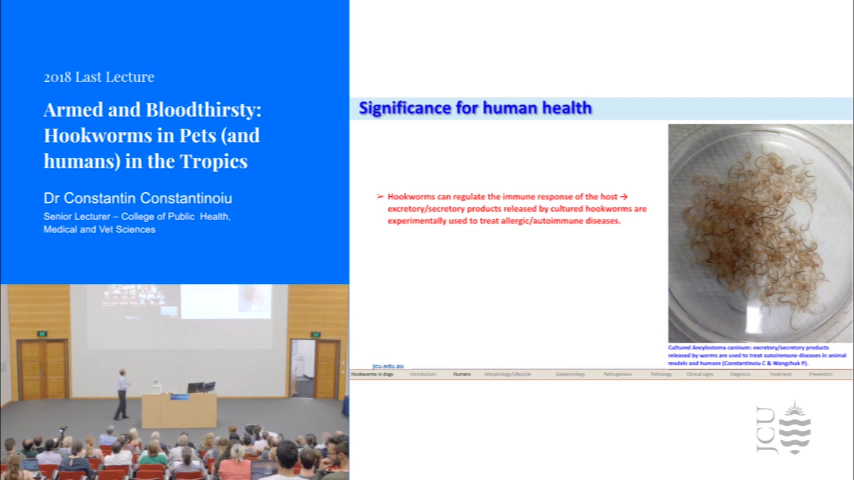 2018 Last Lecture
Armed and Bloodthirsty:
Hookworms in Pets (and
humans) in the Tropics
Dr Constantin Constantinoiu
Senior Lecturer – College of Public Health,
Medical and Vet Sciences
Significance for human health
➢ Hookworms can regulate the immune response of the host →
excretory/secretory products released by cultured hookworms are
experimentally used to treat allergic/autoimmune diseases.
Cultured Ancylostoma caninum: excretory/secretory products
released by worms are used to treat autoimmune diseases in animal
models and humans (Constantinoiu C & Wangchuk P).
jcu.edu.au
Hookworms in dogs Introduction Humans Morphology/Lifecycle Epidemiology Pathogenesis Pathology Clinical signs Diagnosis Treatment Prevention
JCU